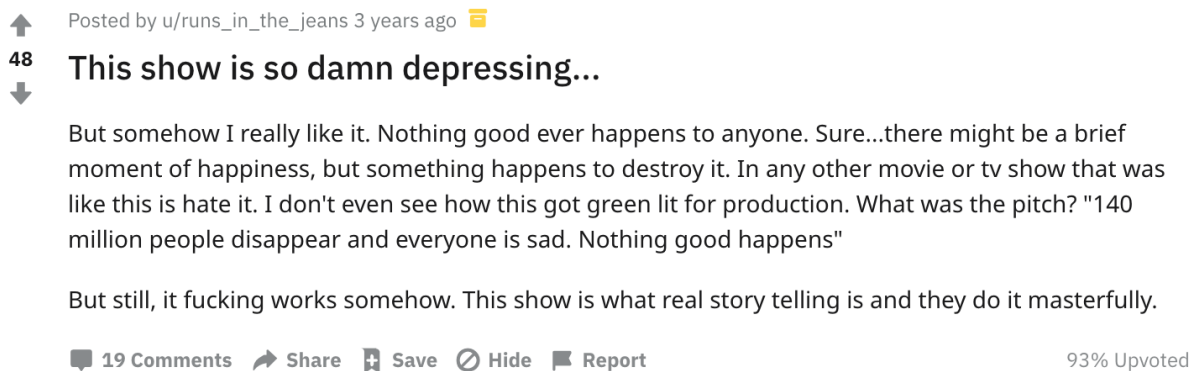 Posted by u/runs_in_the_jeans 3 years ago
48
This show is so damn depressing...
But somehow I really like it. Nothing good ever happens to anyone. Sure...there might be a brief
moment of happiness, but something happens to destroy it. In any other movie or tv show that was
like this is hate it. I don't even see how this got green lit for production. What was the pitch? "140
million people disappear and everyone is sad. Nothing good happens"
But still, it fucking works somehow. This show is what real story telling is and they do it masterfully.
19 Comments Share Save Hide Report 93% Upvoted